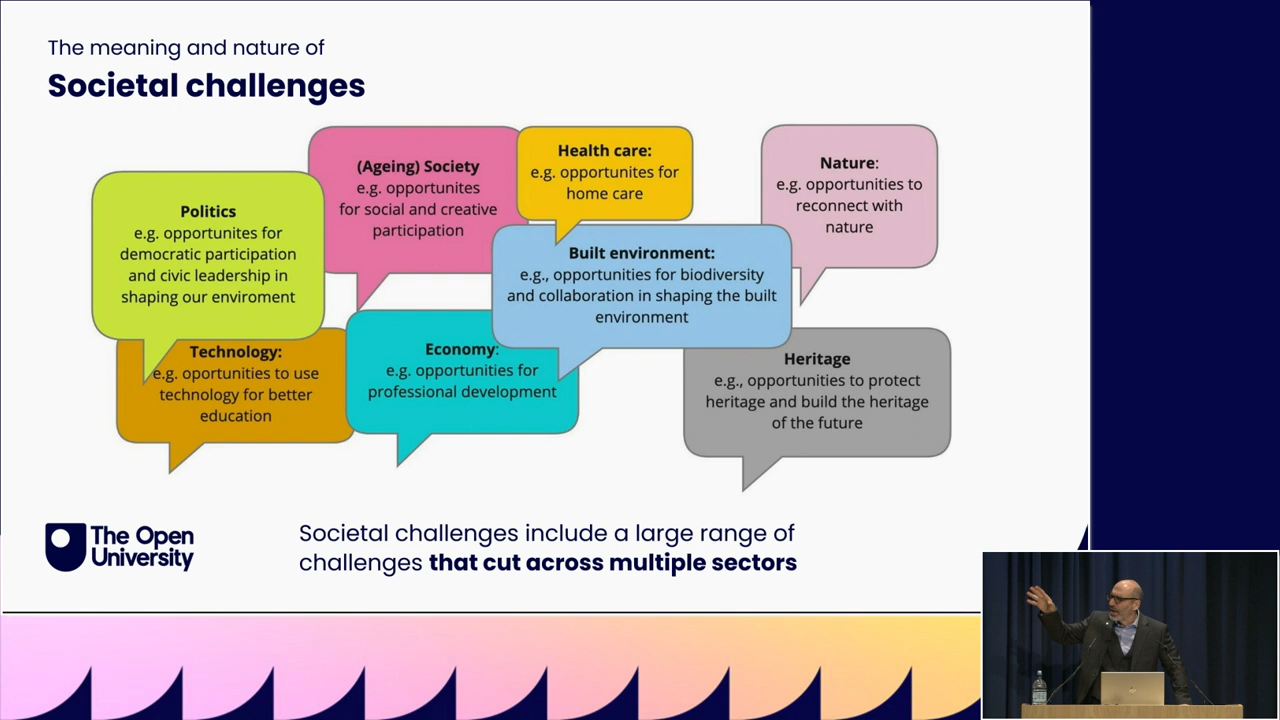 The meaning and nature of
Societal challenges
Politics
e.g. opportunites for
democratic participation
and civic leadership in
shaping our enviroment
(Ageing) Society
e.g. opportunites
for social and creative
participation
Health care:
e.g. opportunites for
home care
Nature:
e.g. opportunities to
reconnect with
nature
Built environment:
e.g., opportunities for biodiversity
and collaboration in shaping the built
environment
Technology:
e.g. oportunities to use
technology for better
education
Economy:
e.g. opportunities for
professional development
Heritage
e.g., opportunities to protect
heritage and build the heritage
of the future
The Open
University
Societal challenges include a large range of
challenges that cut across multiple sectors